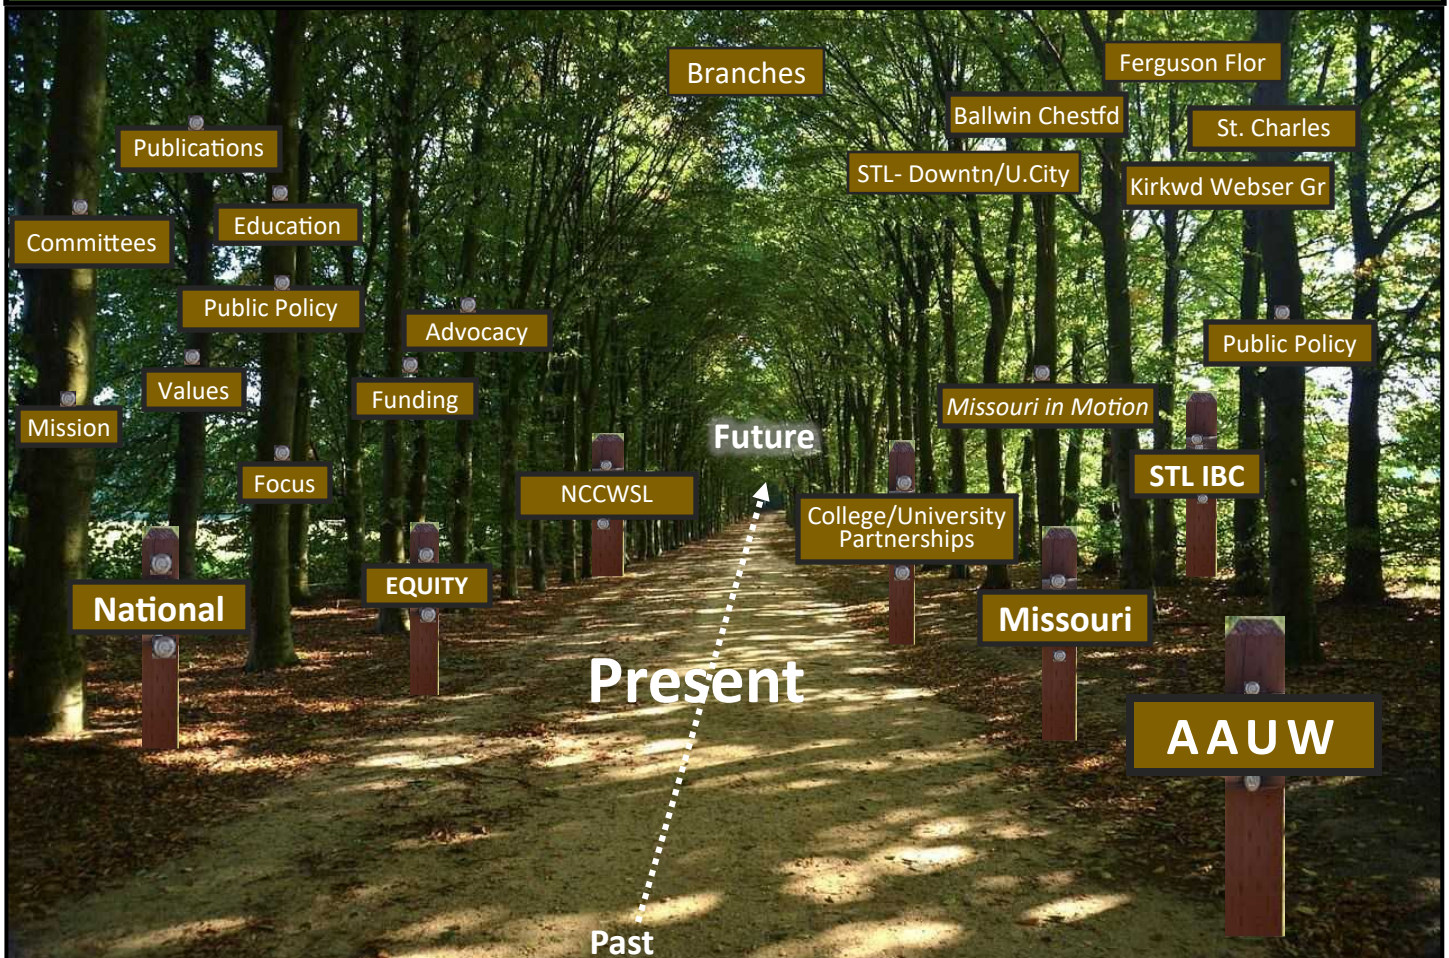 Branches
Ferguson Flor
Ballwin Chestfd
St. Charles
STL- Downtn/U.City
Kirkwd Webser Gr
Publications
Education
Committees
Public Policy
Advocacy
Values
Funding
Mission
Focus
Public Policy
Missouri in Motion
Future
STL IBC
NCCWSL
College/University
Partnerships
National
EQUITY
Missouri
Present
AAUW
Past